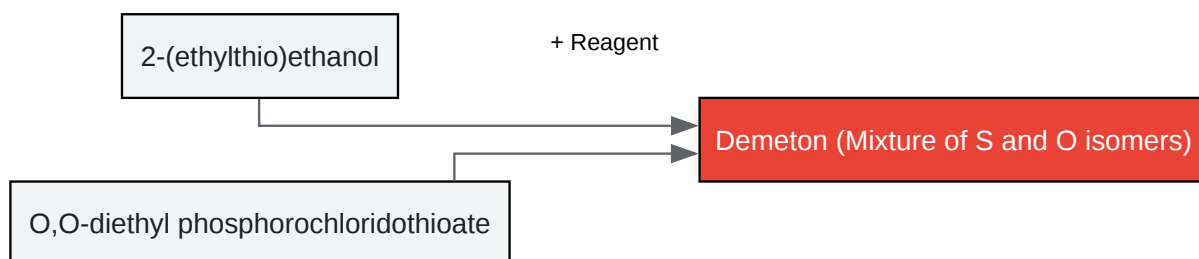 2-(ethylthio)ethanol
+ Reagent
Demeton (Mixture of S and O isomers)
O,O-diethyl phosphorochloridothioate